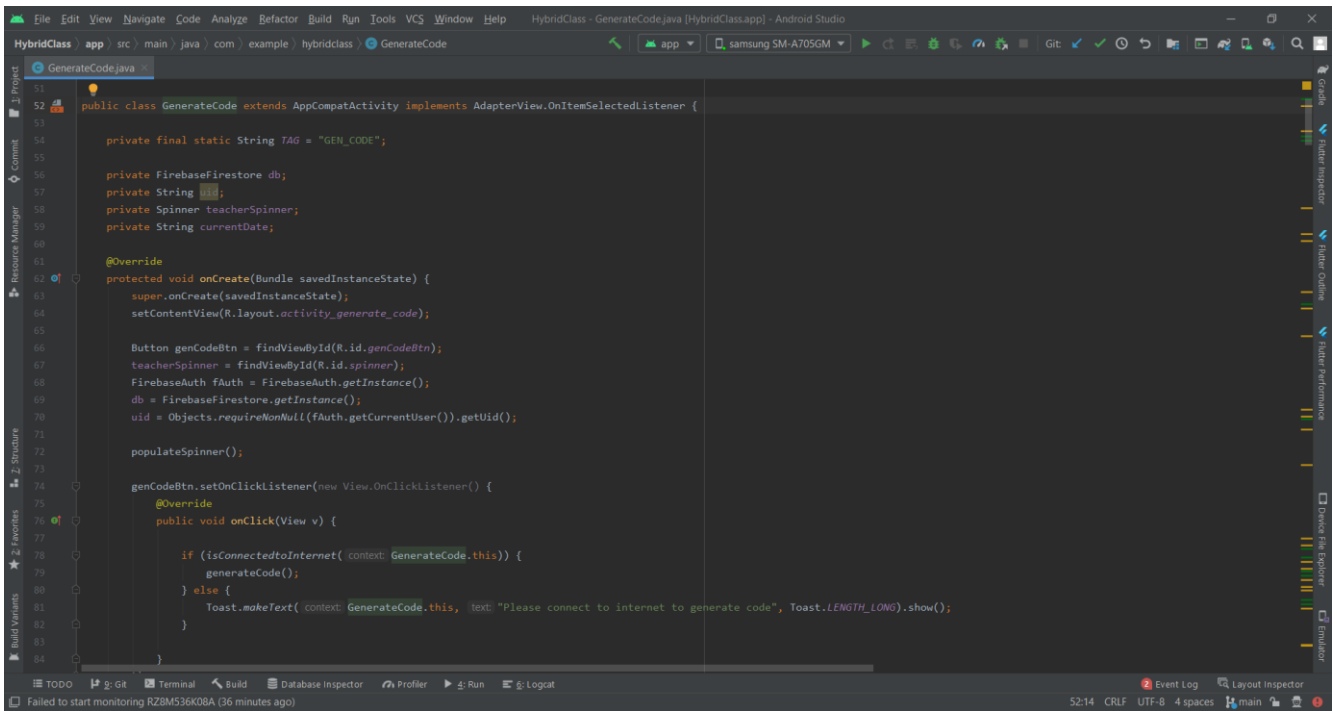 File Edit View Navigate Code Analyze Refactor Build Run Tools VCS Window Help HybridClass - GenerateCode.java [HybridClass.app] - Android Studio
HybridClass app src main java com example hybridclass GenerateCode app samsung SM-A705GM Git:
GenerateCode.java
1: Project
Commit
Resource Manager
Z: Structure
2: Favorites
Build Variants
51
52 public class GenerateCode extends AppCompatActivity implements AdapterView.OnItemSelectedListener {
53
54 private final static String TAG = "GEN_CODE";
55
56 private FirebaseFirestore db;
57 private String uid;
58 private Spinner teacherSpinner;
59 private String currentDate;
60
61 @Override
62 protected void onCreate(Bundle savedInstanceState) {
63 super.onCreate(savedInstanceState);
64 setContentView(R.layout.activity_generate_code);
65
66 Button genCodeBtn = findViewById(R.id.genCodeBtn);
67 teacherSpinner = findViewById(R.id.spinner);
68 FirebaseAuth fAuth = FirebaseAuth.getInstance();
69 db = FirebaseFirestore.getInstance();
70 uid = Objects.requireNonNull(fAuth.getCurrentUser()).getUid();
71
72 populateSpinner();
73
74 genCodeBtn.setOnClickListener(new View.OnClickListener() {
75 @Override
76 public void onClick(View v) {
77
78 if (isConnectedtoInternet( context: GenerateCode.this)) {
79 generateCode();
80 } else {
81 Toast.makeText( context: GenerateCode.this, text: "Please connect to internet to generate code", Toast.LENGTH_LONG).show();
82 }
83
84 }
Gradle
Flutter Inspector
Flutter Outline
Flutter Performance
Device File Explorer
Emulator
TODO 9: Git Terminal Build Database Inspector Profiler 4: Run 6: Logcat 2 Event Log Layout Inspector
Failed to start monitoring RZ8M536K08A (36 minutes ago) 52:14 CRLF UTF-8 4 spaces main